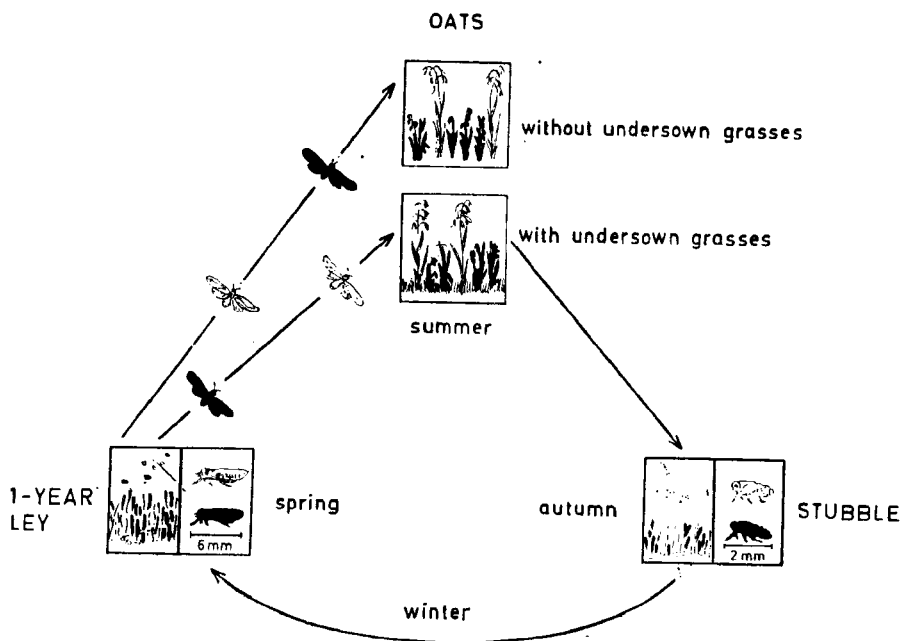 OATS
without undersown grasses
with undersown grasses
summer
1-YEAR
LEY
6 mm
spring
autumn
2 mm
STUBBLE
winter